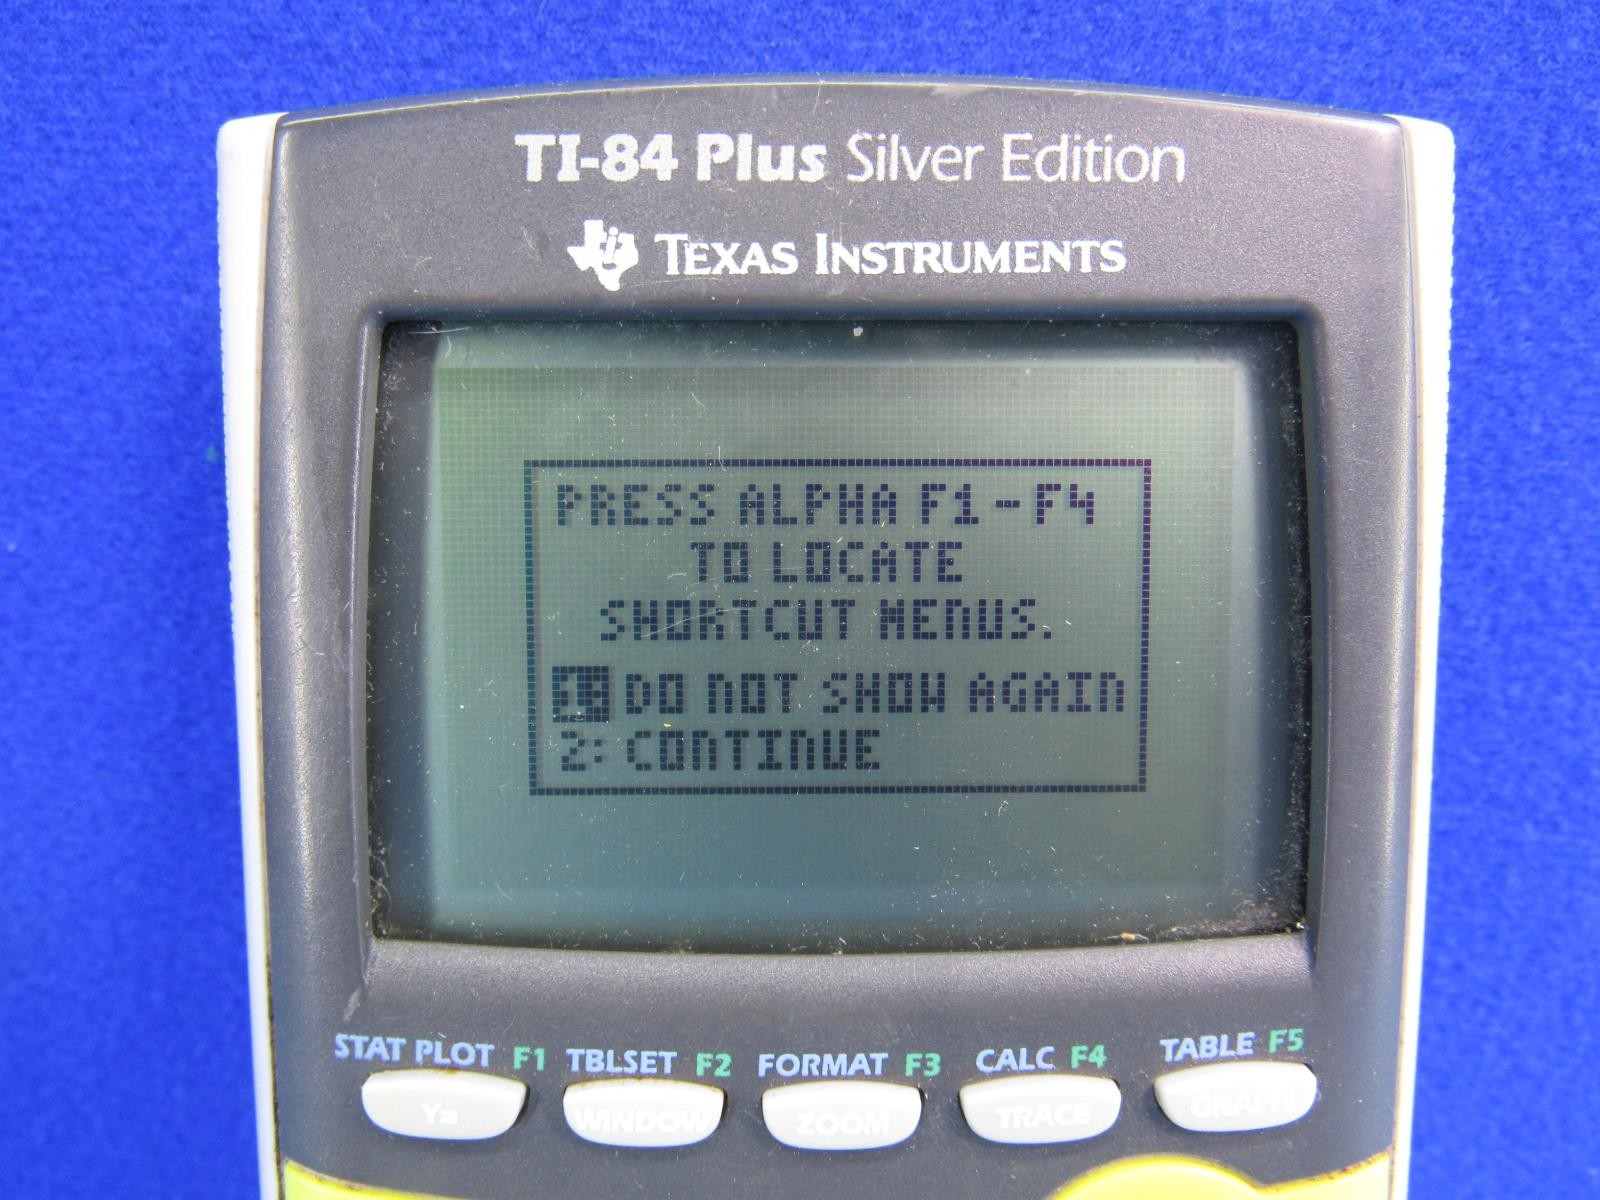 TI-84 Plus Silver Edition
TEXAS INSTRUMENTS
PRESS ALPHA F1-F4
TO LOCATE
SHORTCUT MENUS.
1:DO NOT SHOW AGAIN
2:CONTINUE
STAT PLOT F1 TBLSET F2 FORMAT F3 CALC F4 TABLE F5
Y= WINDOW ZOOM TRACE GRAPH